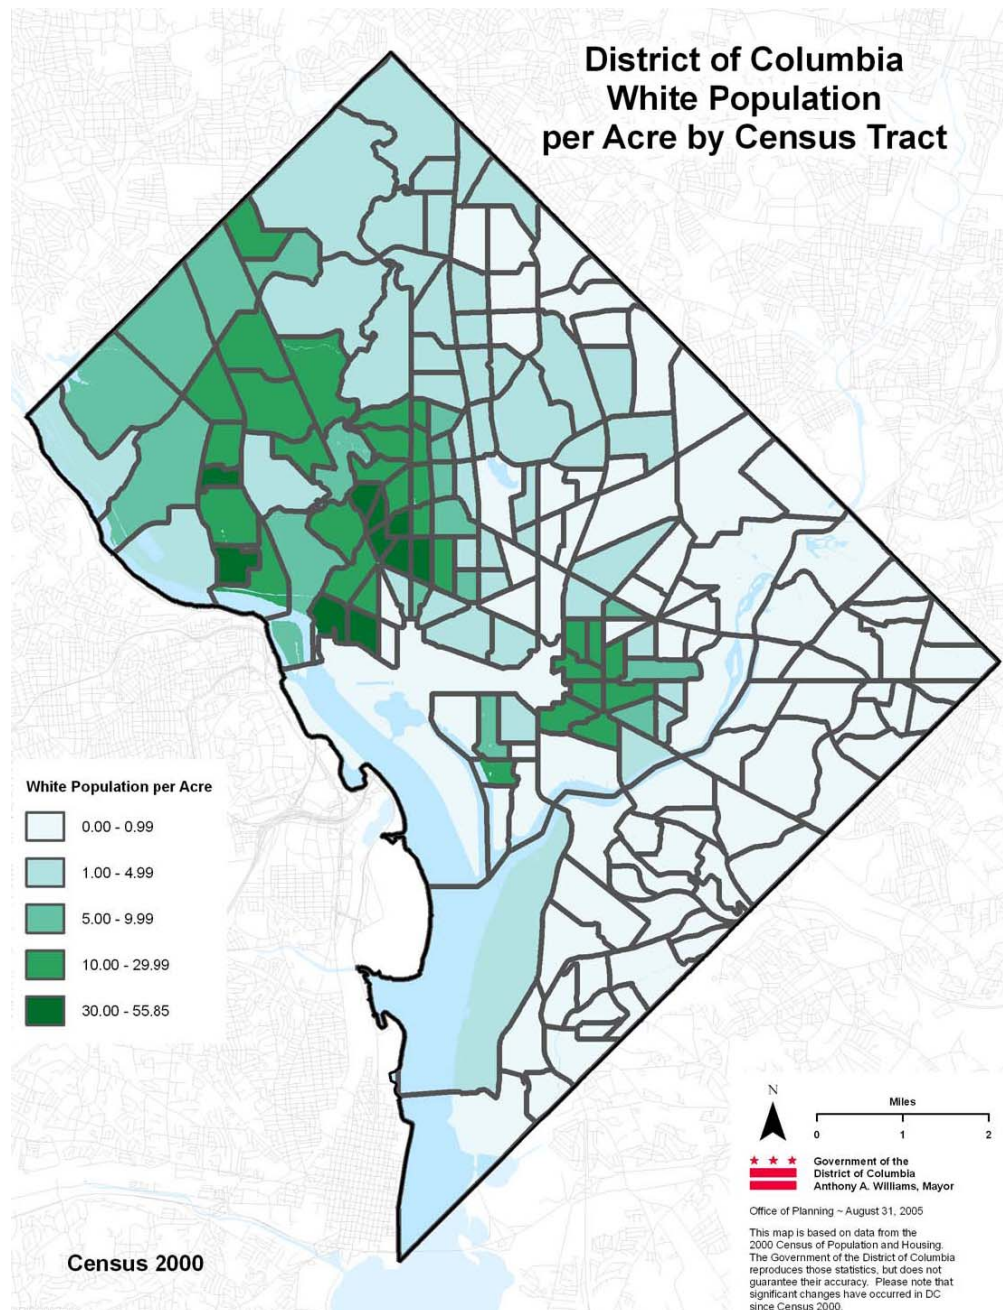 District of Columbia
White Population
per Acre by Census Tract
White Population per Acre
0.00 - 0.99
1.00 - 4.99
5.00 - 9.99
10.00 - 29.99
30.00 - 55.85
N
Miles
0 1 2
Government of the
District of Columbia
Anthony A. Williams, Mayor
Office of Planning ~ August 31, 2005
This map is based on data from the
2000 Census of Population and Housing.
The Government of the District of Columbia
reproduces those statistics, but does not
guarantee their accuracy. Please note that
significant changes have occurred in DC
since Census 2000.
Census 2000